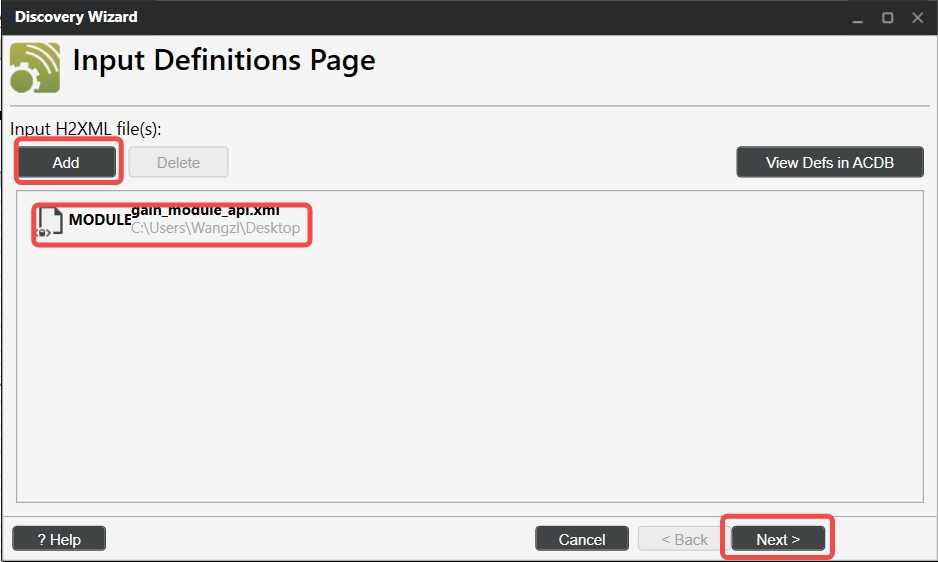 Discovery Wizard
Input Definitions Page
Input H2XML file(s):
Add
Delete
View Defs in ACDB
MODULE
gain_module_api.xml
C:\Users\Wangzl\Desktop
? Help
Cancel
< Back
Next >